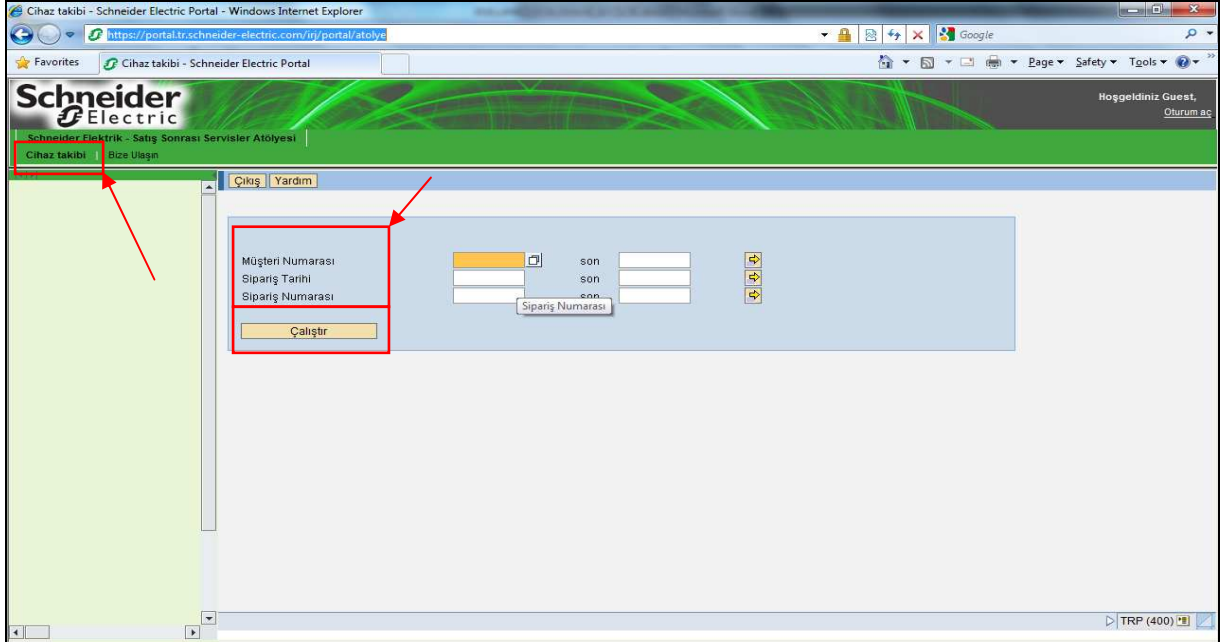 Cihaz takibi - Schneider Electric Portal - Windows Internet Explorer
https://portal.tr.schneider-electric.com/irj/portal/atolye
Google
Favorites
Cihaz takibi - Schneider Electric Portal
Page
Safety
Tools
Schneider
Electric
Hoşgeldiniz Guest,
Oturum aç
Schneider Elektrik - Satış Sonrası Servisler Atölyesi
Cihaz takibi | Bize Ulaşın
Çıkış Yardım
Müşteri Numarası son
Sipariş Tarihi son
Sipariş Numarası son
Sipariş Numarası
Çalıştır
TRP (400)